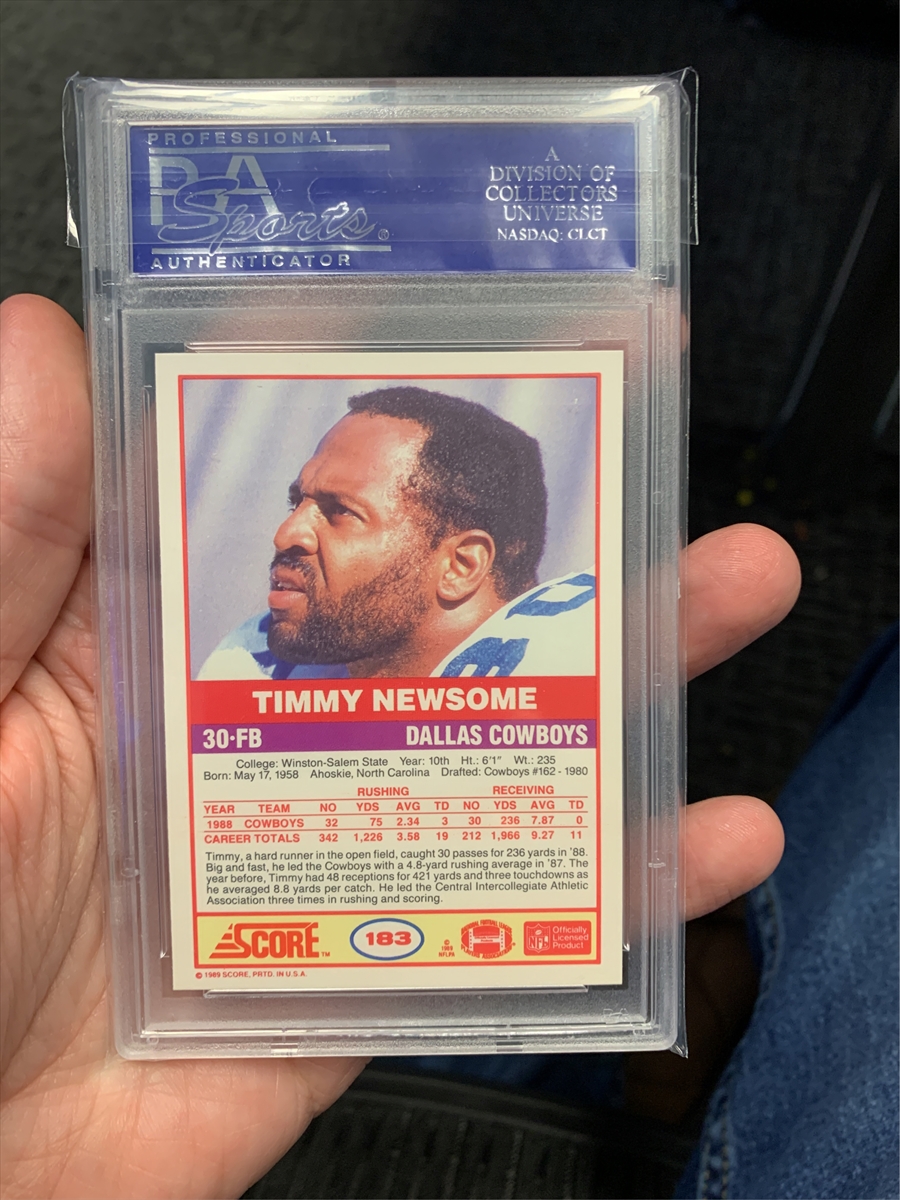 PROFESSIONAL
PSA
Sports®
AUTHENTICATOR
A
DIVISION OF
COLLECTORS
UNIVERSE
NASDAQ: CLCT
TIMMY NEWSOME
30·FB DALLAS COWBOYS
College: Winston-Salem State Year: 10th Ht.: 6'1" Wt.: 235
Born: May 17, 1958 Ahoskie, North Carolina Drafted: Cowboys #162 - 1980
RUSHING RECEIVING
YEAR TEAM NO YDS AVG TD NO YDS AVG TD
1988 COWBOYS 32 75 2.34 3 30 236 7.87 0
CAREER TOTALS 342 1,226 3.58 19 212 1,966 9.27 11
Timmy, a hard runner in the open field, caught 30 passes for 236 yards in '88.
Big and fast, he led the Cowboys with a 4.8-yard rushing average in '87. The
year before, Timmy had 48 receptions for 421 yards and three touchdowns as
he averaged 8.8 yards per catch. He led the Central Intercollegiate Athletic
Association three times in rushing and scoring.
SCORE™ 183
© 1989 NFLPA
NFL
Officially
Licensed
Product
© 1989 SCORE, PRTD. IN U.S.A.